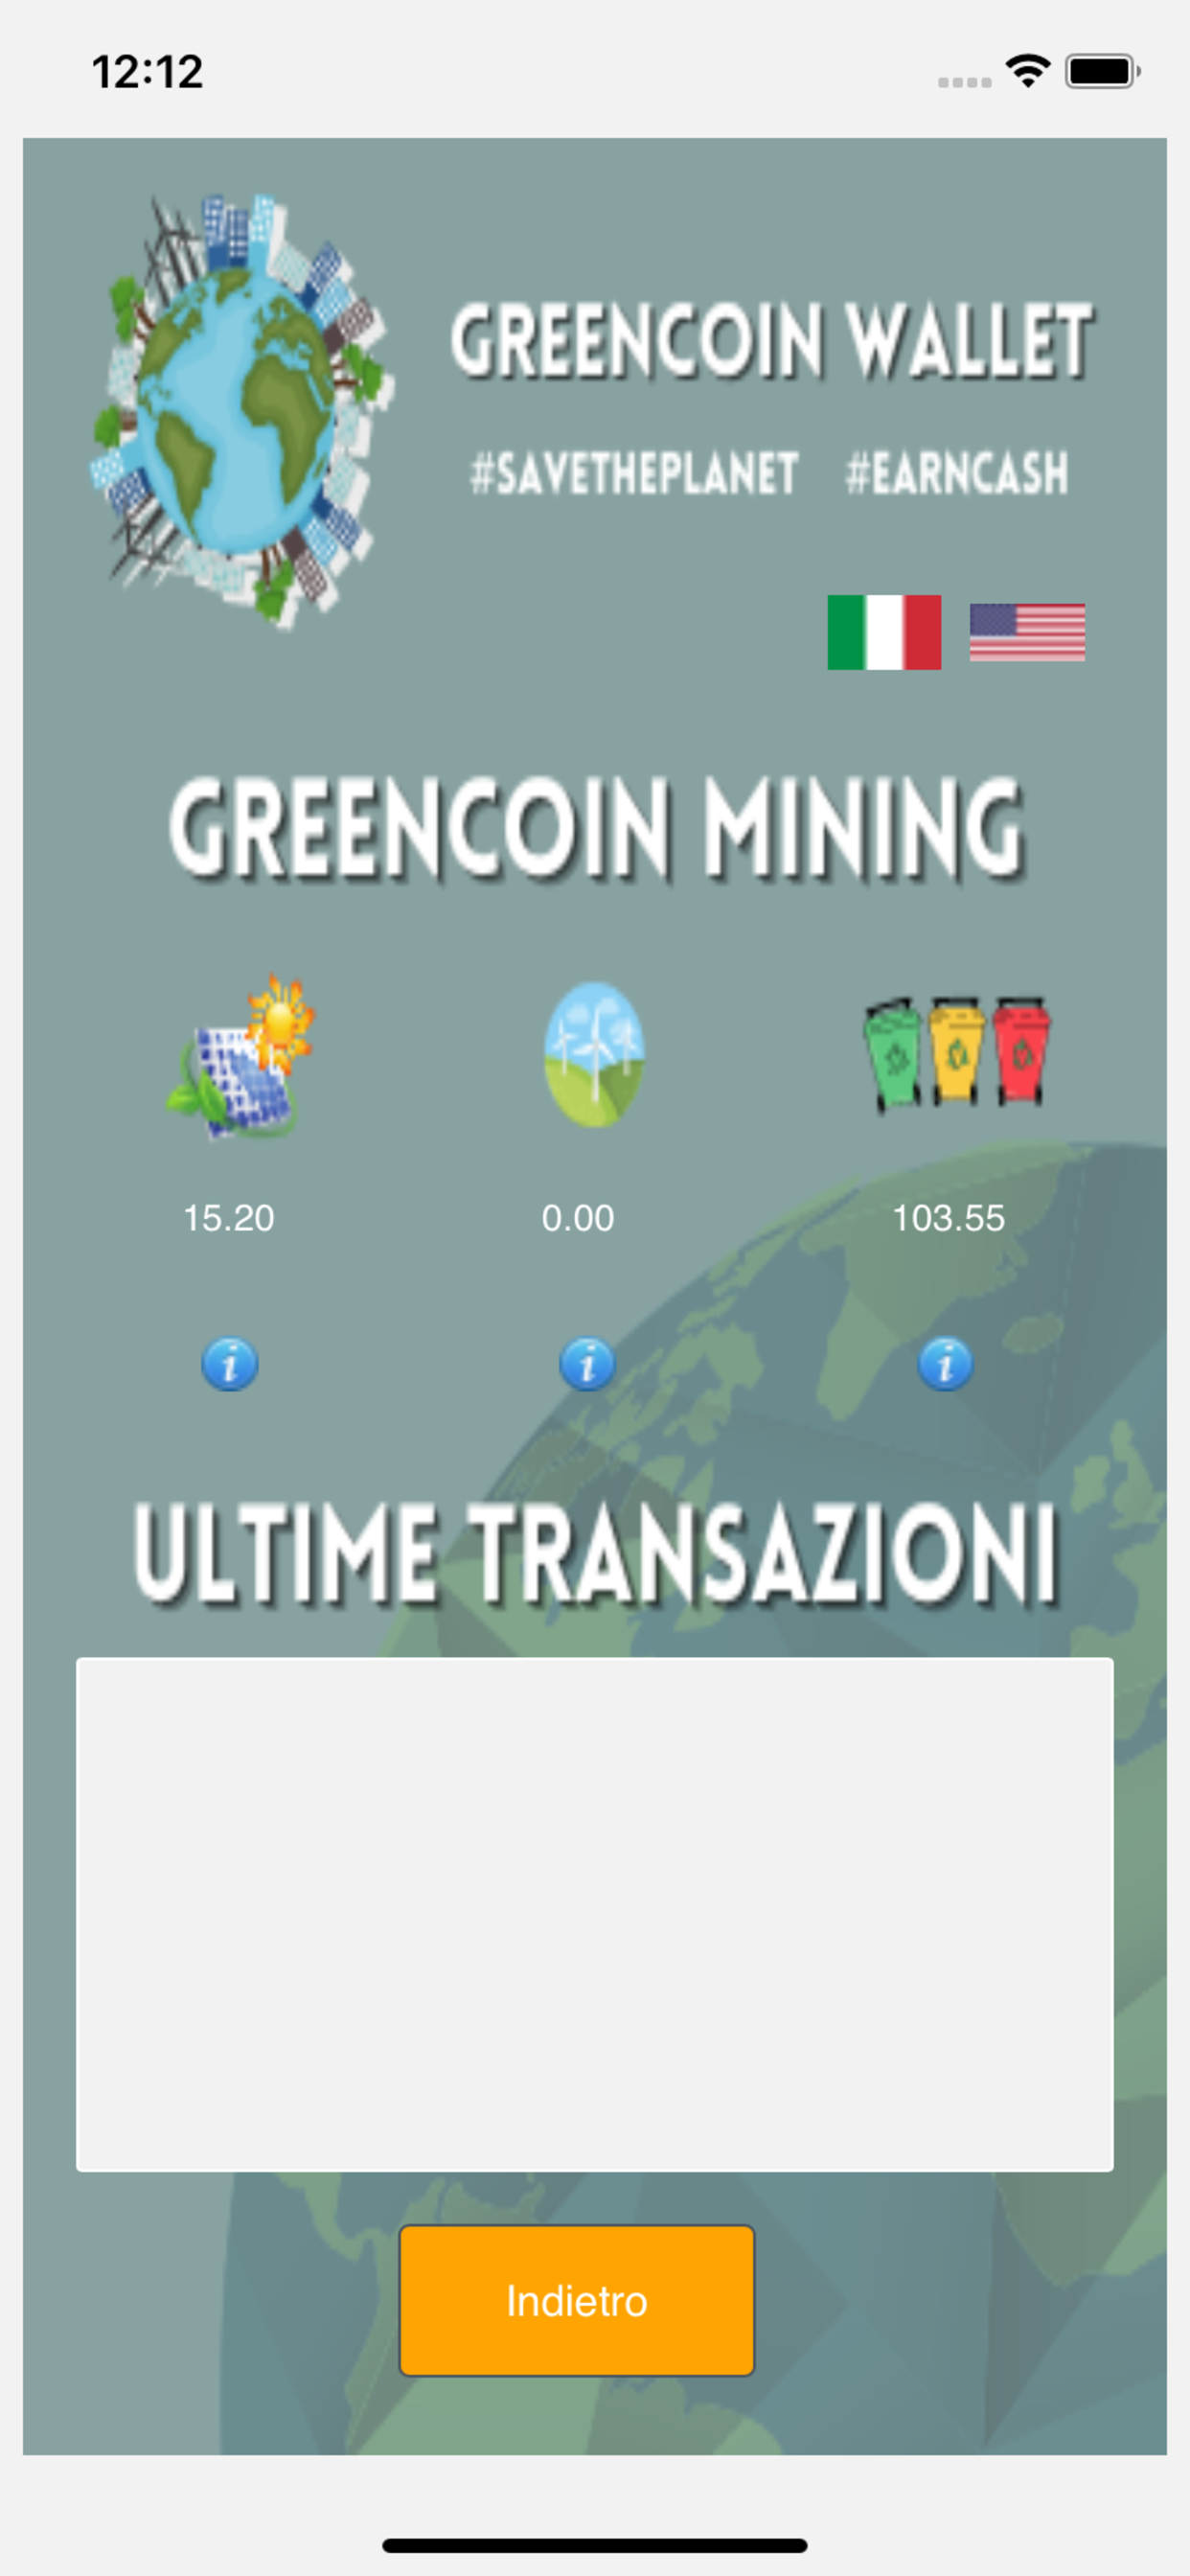 12:12
GREENCOIN WALLET
#SAVETHEPLANET #EARNCASH
GREENCOIN MINING
15.20 0.00 103.55
i i i
ULTIME TRANSAZIONI
Indietro